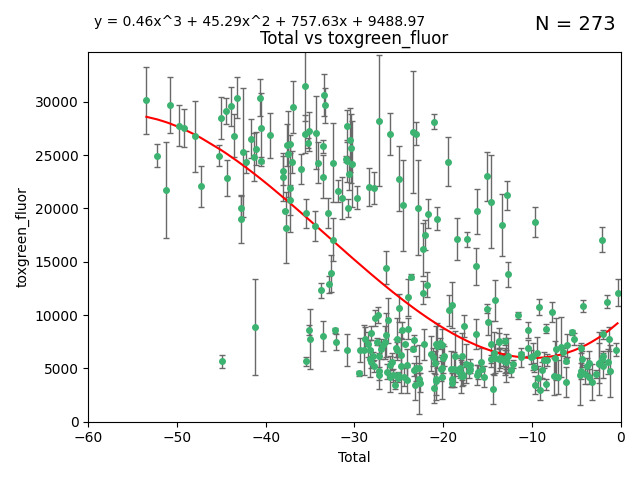 y = 0.46x^3 + 45.29x^2 + 757.63x + 9488.97
N = 273
Total vs toxgreen_fluor
30000
25000
20000
15000
10000
5000
0
toxgreen_fluor
−60
−50
−40
−30
−20
−10
0
Total